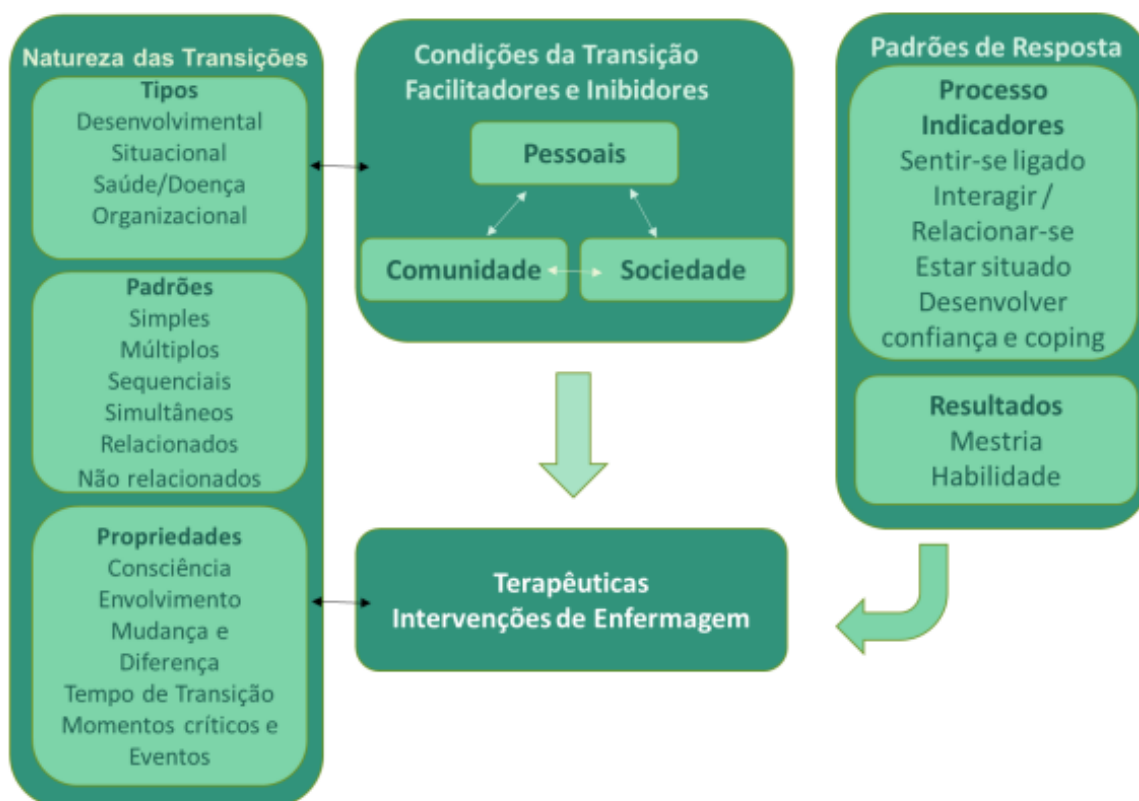 Natureza das Transições
Tipos
Desenvolvimental
Situacional
Saúde/Doença
Organizacional
Padrões
Simples
Múltiplos
Sequenciais
Simultâneos
Relacionados
Não relacionados
Propriedades
Consciência
Envolvimento
Mudança e
Diferença
Tempo de Transição
Momentos críticos e
Eventos
Condições da Transição
Facilitadores e Inibidores
Pessoais
Comunidade
Sociedade
Terapêuticas
Intervenções de Enfermagem
Padrões de Resposta
Processo
Indicadores
Sentir-se ligado
Interagir /
Relacionar-se
Estar situado
Desenvolver
confiança e coping
Resultados
Mestria
Habilidade